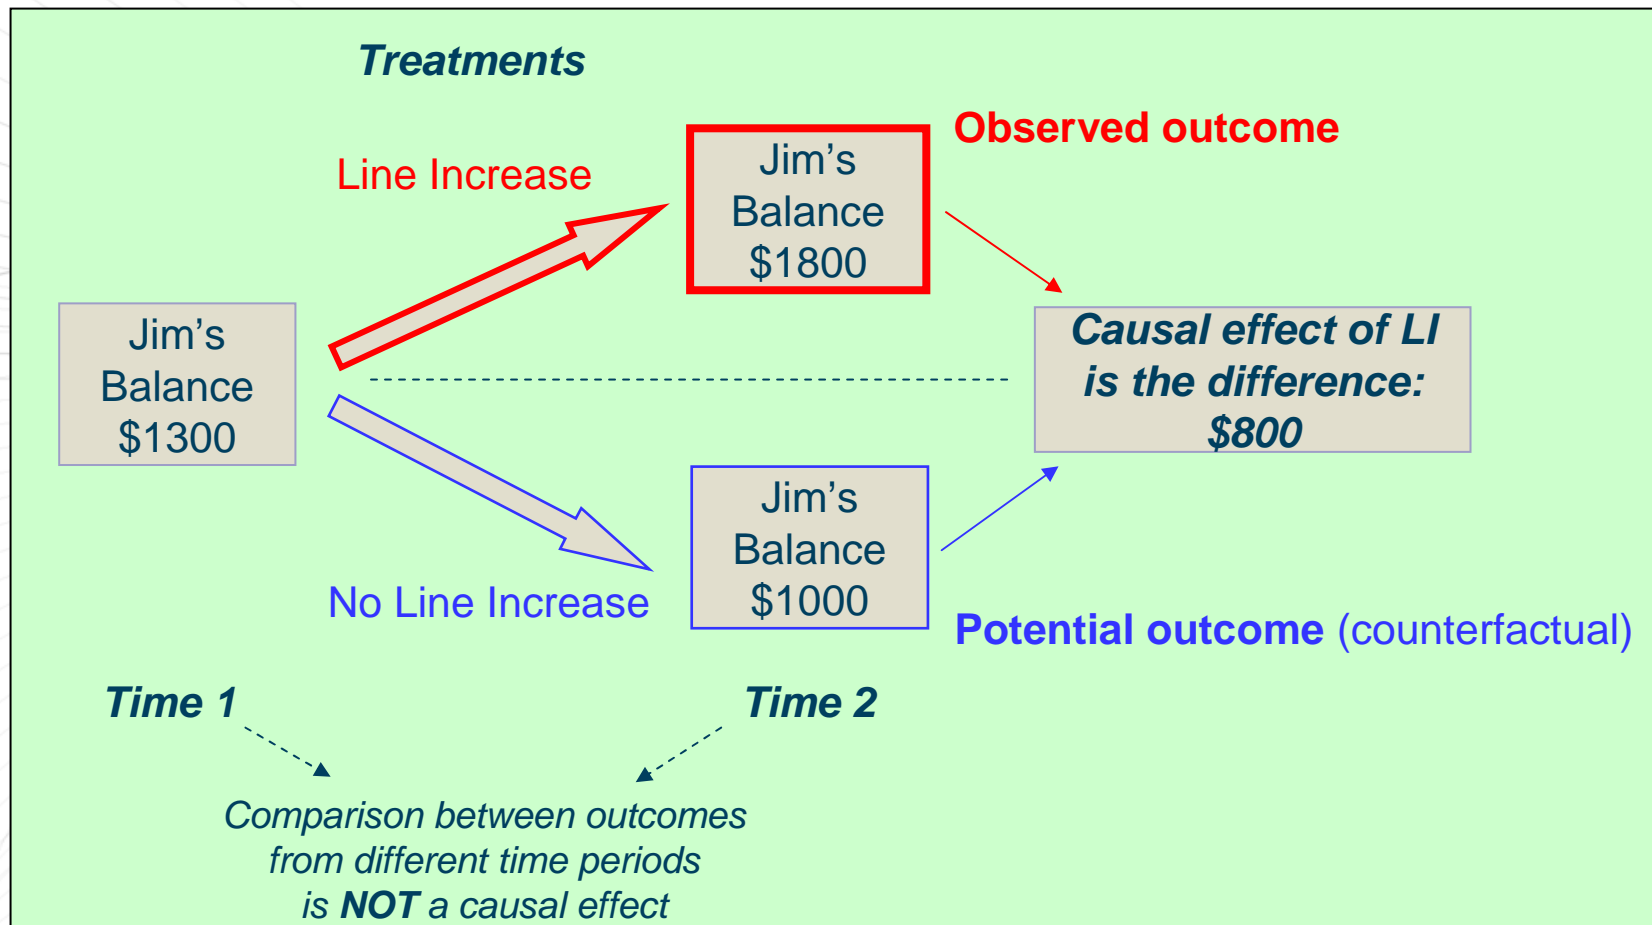 Treatments
Line Increase
Jim’s
Balance
$1800
Observed outcome
Jim’s
Balance
$1300
Causal effect of LI
is the difference:
$800
No Line Increase
Jim’s
Balance
$1000
Potential outcome (counterfactual)
Time 1
Time 2
Comparison between outcomes
from different time periods
is NOT a causal effect